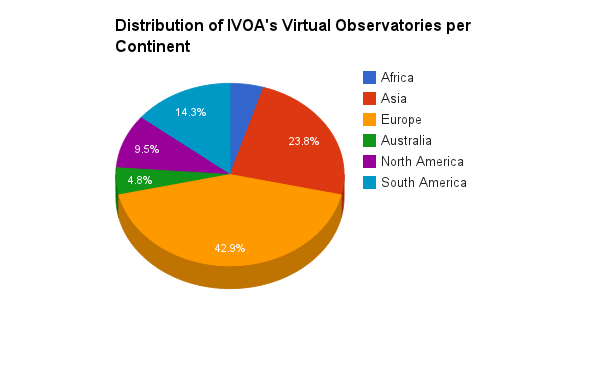 Distribution of IVOA's Virtual Observatories per
Continent
Africa
Asia
Europe
Australia
North America
South America
14.3%
23.8%
9.5%
4.8%
42.9%